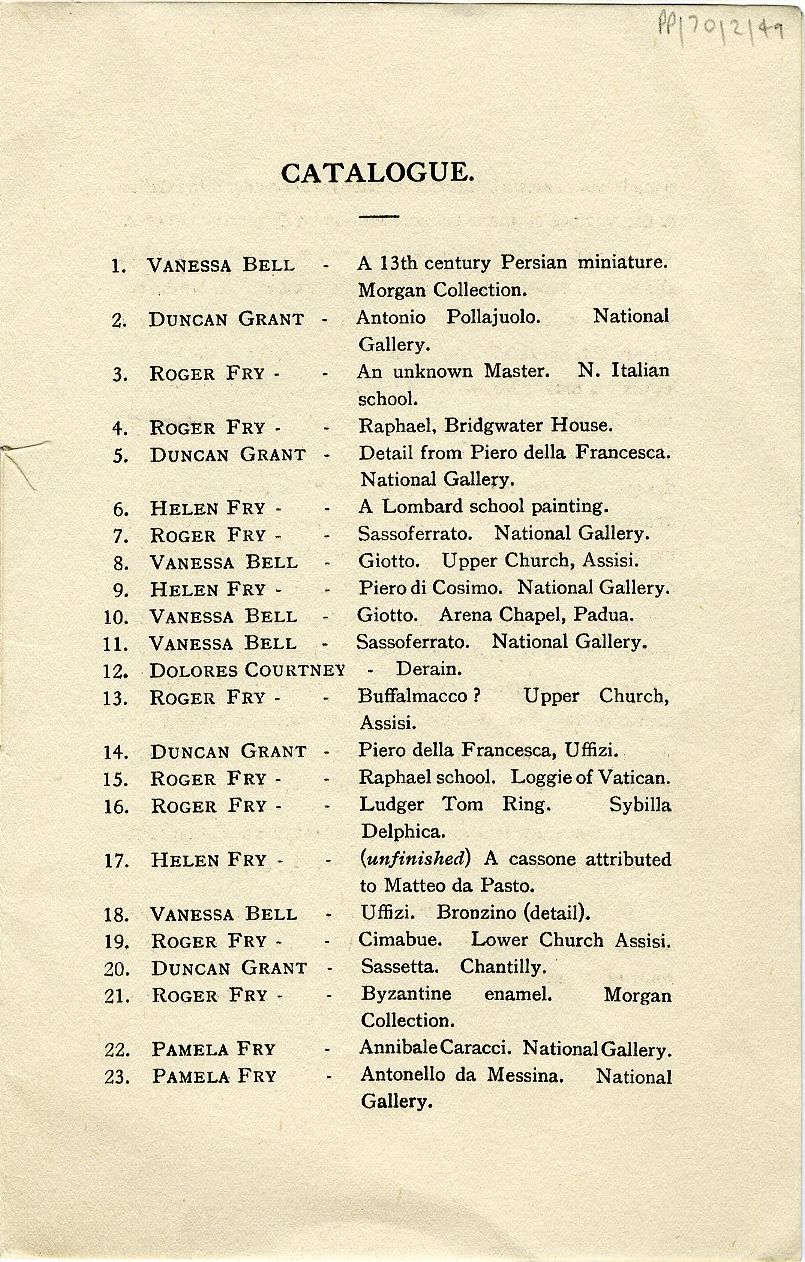 PP/70/2/49
CATALOGUE.
1. VANESSA BELL - A 13th century Persian miniature.
Morgan Collection.
2. DUNCAN GRANT - Antonio Pollajuolo. National
Gallery.
3. ROGER FRY - - An unknown Master. N. Italian
school.
4. ROGER FRY - - Raphael, Bridgwater House.
5. DUNCAN GRANT - Detail from Piero della Francesca.
National Gallery.
6. HELEN FRY - - A Lombard school painting.
7. ROGER FRY - - Sassoferrato. National Gallery.
8. VANESSA BELL - Giotto. Upper Church, Assisi.
9. HELEN FRY - - Piero di Cosimo. National Gallery.
10. VANESSA BELL - Giotto. Arena Chapel, Padua.
11. VANESSA BELL - Sassoferrato. National Gallery.
12. DOLORES COURTNEY - Derain.
13. ROGER FRY - - Buffalmacco ? Upper Church,
Assisi.
14. DUNCAN GRANT - Piero della Francesca, Uffizi.
15. ROGER FRY - - Raphael school. Loggie of Vatican.
16. ROGER FRY - - Ludger Tom Ring. Sybilla
Delphica.
17. HELEN FRY - - (unfinished) A cassone attributed
to Matteo da Pasto.
18. VANESSA BELL - Uffizi. Bronzino (detail).
19. ROGER FRY - - Cimabue. Lower Church Assisi.
20. DUNCAN GRANT - Sassetta. Chantilly.
21. ROGER FRY - - Byzantine enamel. Morgan
Collection.
22. PAMELA FRY - Annibale Caracci. National Gallery.
23. PAMELA FRY - Antonello da Messina. National
Gallery.